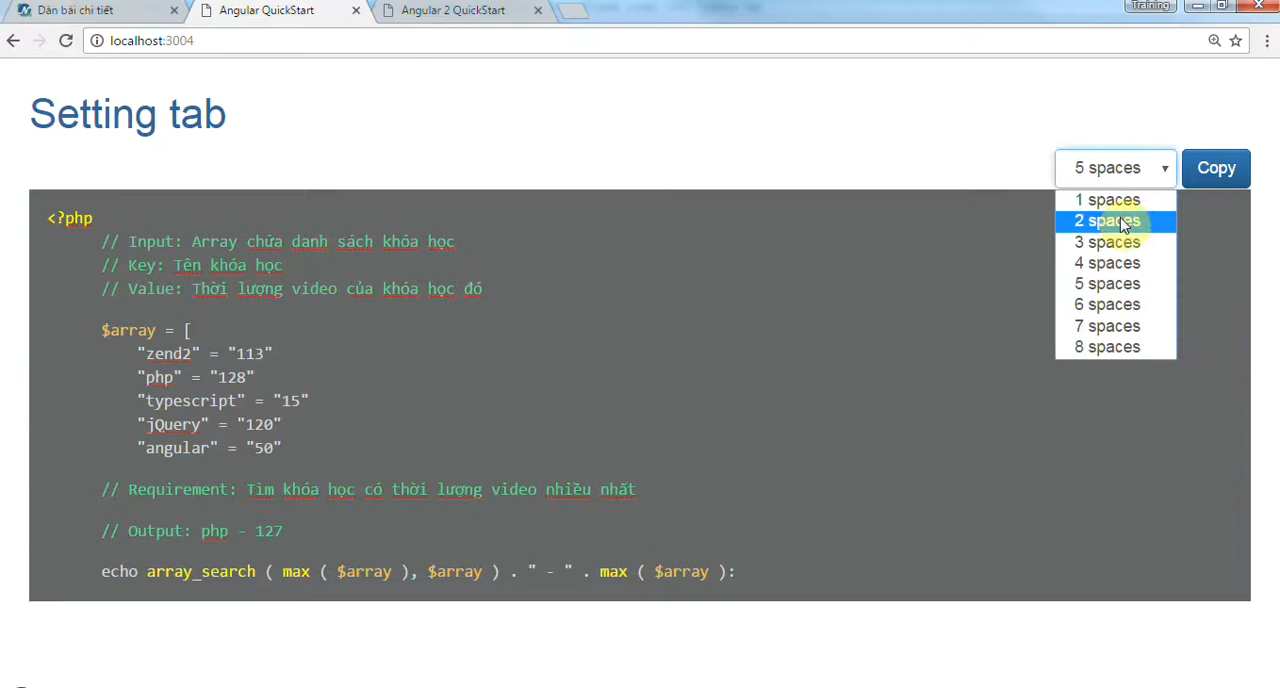 Dàn bài chi tiết
Angular QuickStart
Angular 2 QuickStart
Training
localhost:3004
Setting tab
5 spaces
Copy
1 spaces
2 spaces
3 spaces
4 spaces
5 spaces
6 spaces
7 spaces
8 spaces
<?php
// Input: Array chứa danh sách khóa học
// Key: Tên khóa học
// Value: Thời lượng video của khóa học đó
$array = [
"zend2" = "113"
"php" = "128"
"typescript" = "15"
"jQuery" = "120"
"angular" = "50"
// Requirement: Tìm khóa học có thời lượng video nhiều nhất
// Output: php - 127
echo array_search ( max ( $array ), $array ) . " - " . max ( $array ):